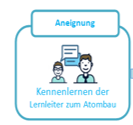 Aneignung
Kennenlernen der
Lernleiter zum Atombau